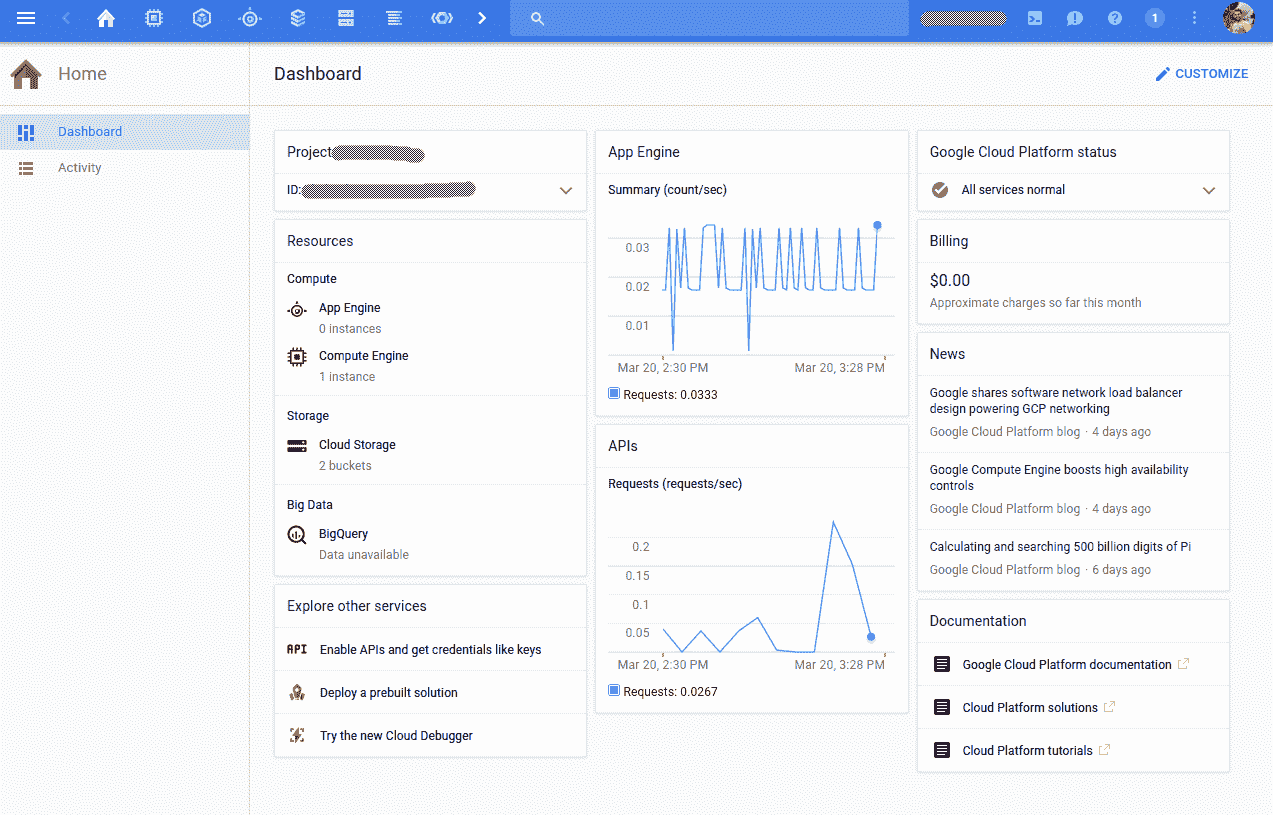 1
Home
Dashboard
CUSTOMIZE
Dashboard
Activity
Project
ID:
Resources
Compute
App Engine
0 instances
Compute Engine
1 instance
Storage
Cloud Storage
2 buckets
Big Data
BigQuery
Data unavailable
Explore other services
API Enable APIs and get credentials like keys
Deploy a prebuilt solution
Try the new Cloud Debugger
App Engine
Summary (count/sec)
0.03
0.02
0.01
Mar 20, 2:30 PM Mar 20, 3:28 PM
Requests: 0.0333
APIs
Requests (requests/sec)
0.2
0.15
0.1
0.05
Mar 20, 2:30 PM Mar 20, 3:28 PM
Requests: 0.0267
Google Cloud Platform status
All services normal
Billing
$0.00
Approximate charges so far this month
News
Google shares software network load balancer
design powering GCP networking
Google Cloud Platform blog · 4 days ago
Google Compute Engine boosts high availability
controls
Google Cloud Platform blog · 4 days ago
Calculating and searching 500 billion digits of Pi
Google Cloud Platform blog · 6 days ago
Documentation
Google Cloud Platform documentation
Cloud Platform solutions
Cloud Platform tutorials